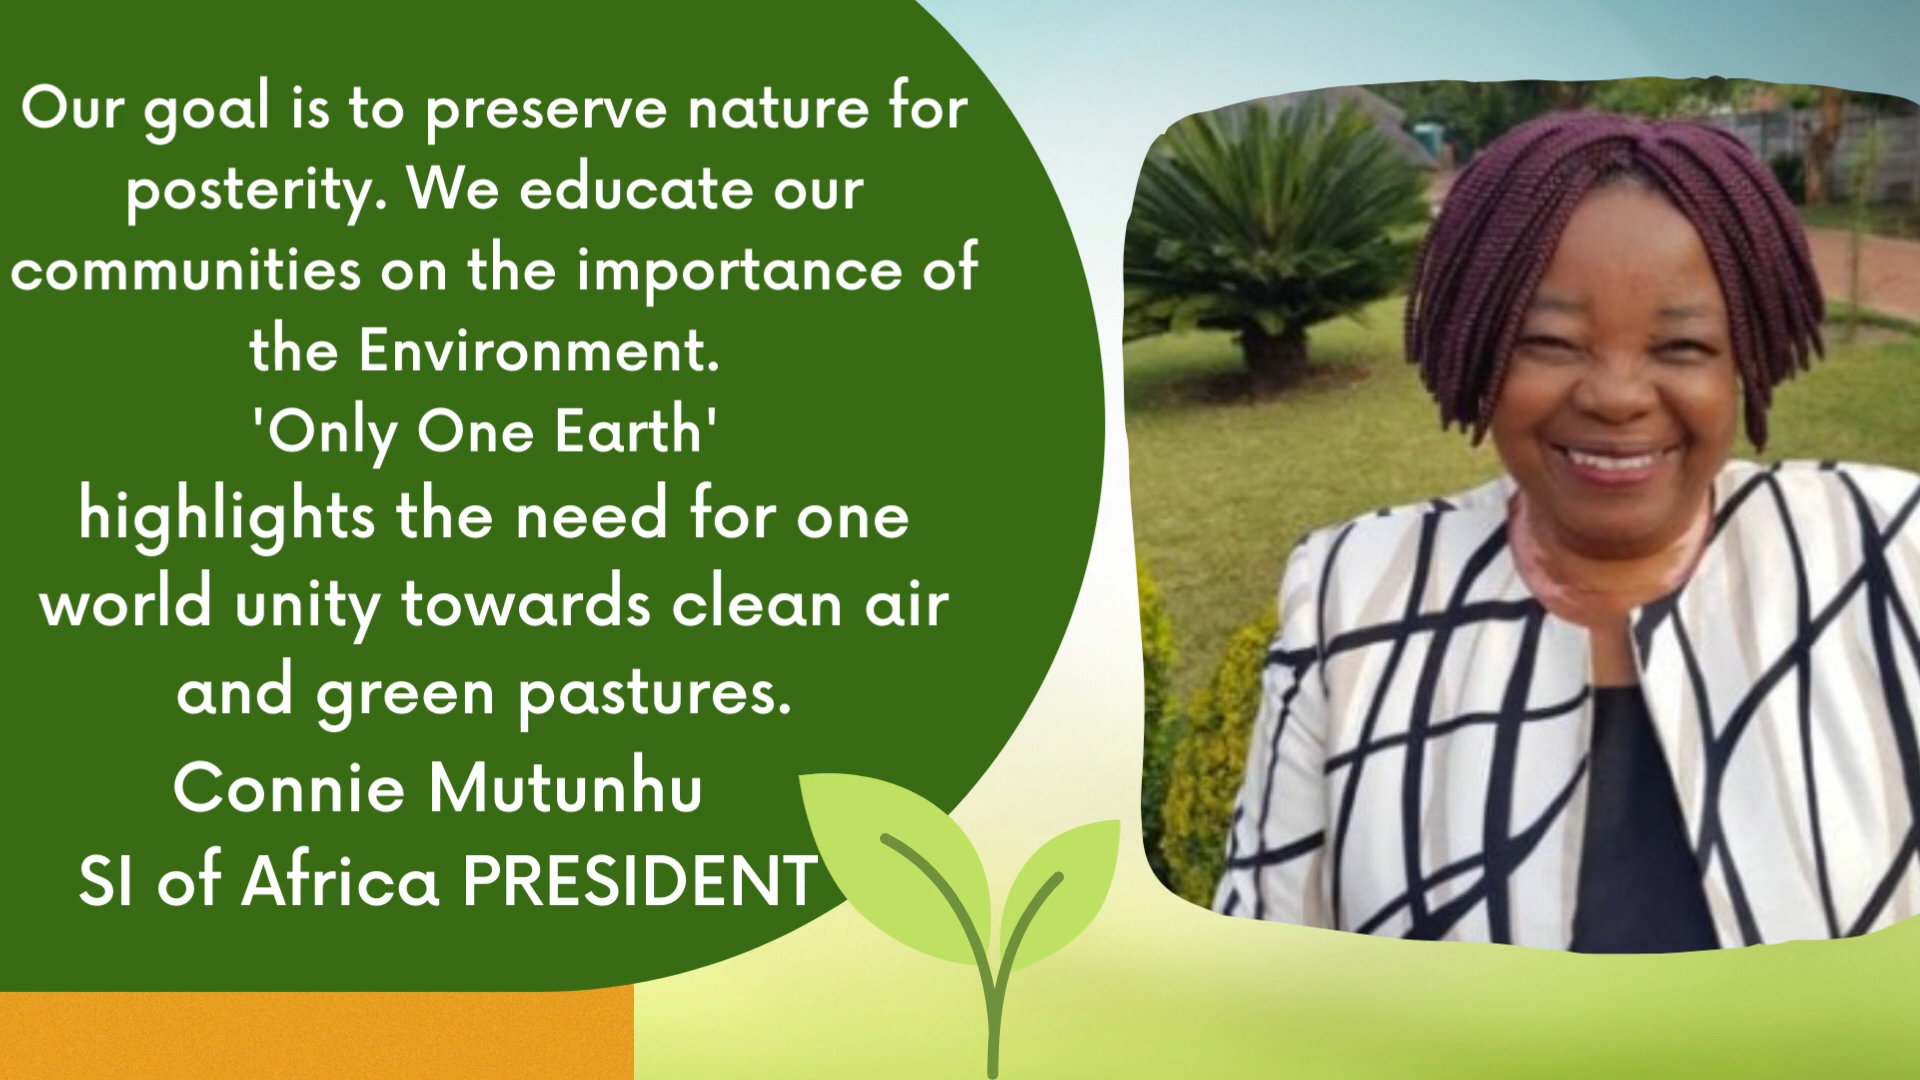 Our goal is to preserve nature for
posterity. We educate our
communities on the importance of
the Environment.
'Only One Earth'
highlights the need for one
world unity towards clean air
and green pastures.
Connie Mutunhu
SI of Africa PRESIDENT